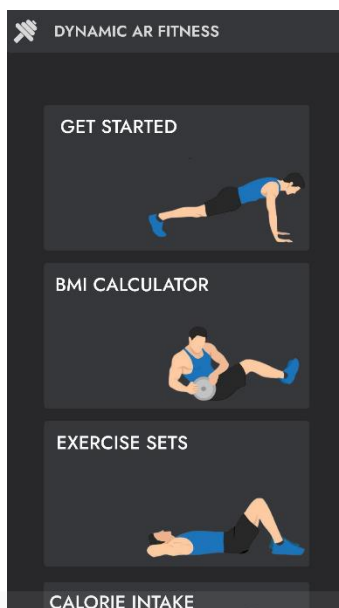 DYNAMIC AR FITNESS
GET STARTED
BMI CALCULATOR
EXERCISE SETS
CALORIE INTAKE